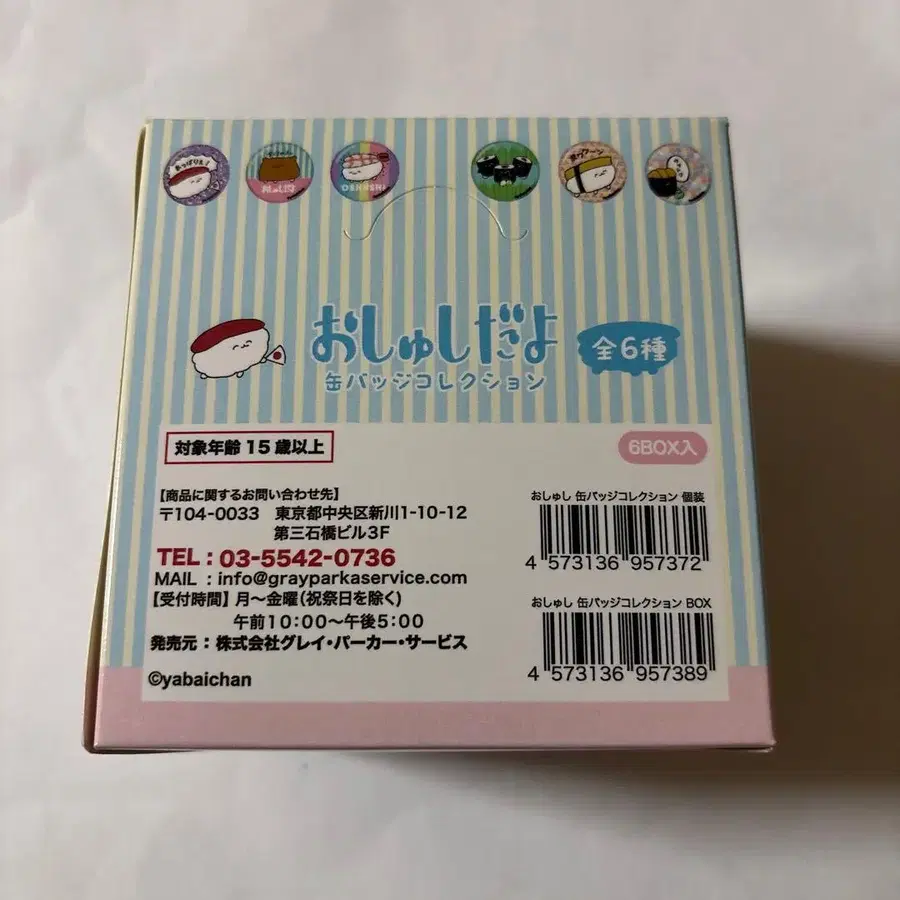 あっぱりぇ!
OSHUSHI
おしゅしだよ
缶バッジコレクション
全6種
対象年齢 15 歳以上
6BOX入
【商品に関するお問い合わせ先】
〒104-0033 東京都中央区新川1-10-12
第三石橋ビル3F
TEL : 03-5542-0736
MAIL : info@grayparkaservice.com
【受付時間】月〜金曜(祝祭日を除く)
午前10:00〜午後5:00
発売元：株式会社グレイ・パーカー・サービス
©yabaichan
おしゅし 缶バッジコレクション 個装
4 573136 957372
おしゅし 缶バッジコレクション BOX
4 573136 957389